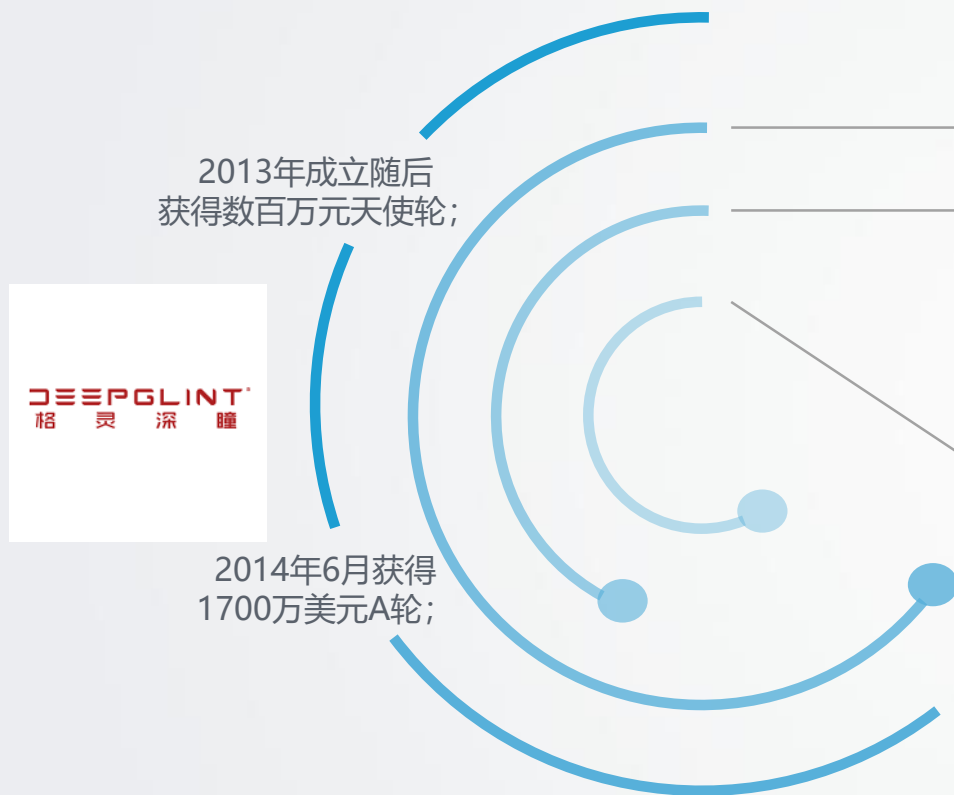 2013年成立随后
获得数百万元天使轮；
DEEPGLINT
格灵深瞳
2014年6月获得
1700万美元A轮；